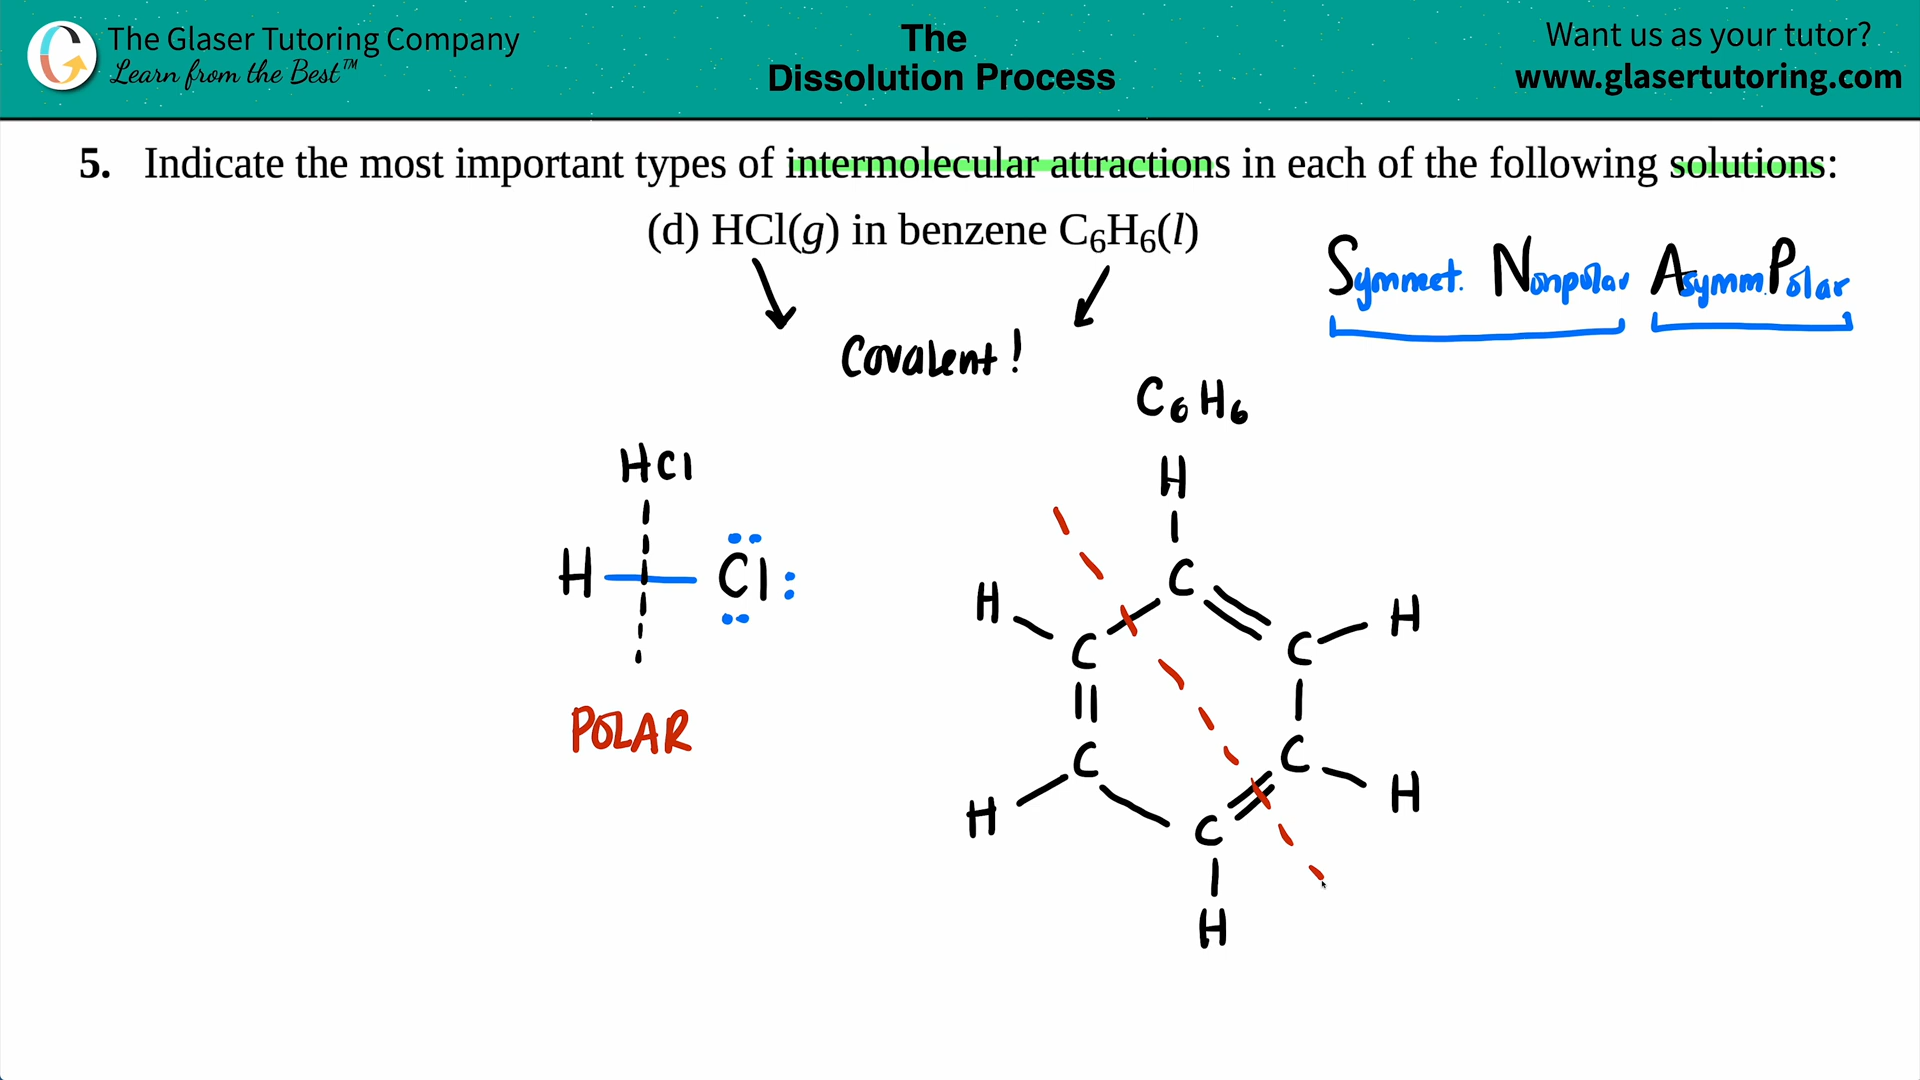 The Glaser Tutoring Company
Learn from the Best™
The
Dissolution Process
Want us as your tutor?
www.glasertutoring.com
5. Indicate the most important types of intermolecular attractions in each of the following solutions:
(d) HCl(g) in benzene C₆H₆(l)
Symmet. Nonpolar Asymm. Polar
Covalent!
C₆H₆
HCl
H
H Cl
C
H H
C C
C C
H H
C
H
POLAR